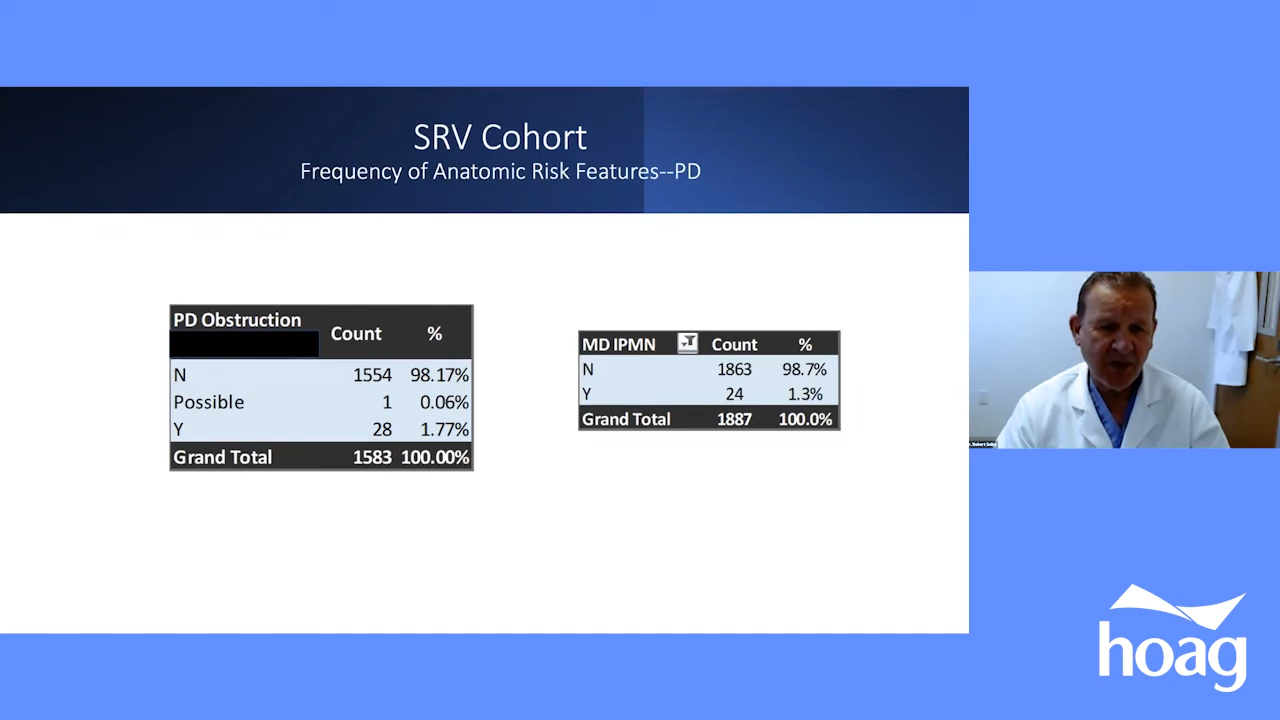 SRV Cohort
Frequency of Anatomic Risk Features--PD
PD Obstruction Count %
N 1554 98.17%
Possible 1 0.06%
Y 28 1.77%
Grand Total 1583 100.00%
MD IPMN Count %
N 1863 98.7%
Y 24 1.3%
Grand Total 1887 100.0%
Robert Selby
hoag